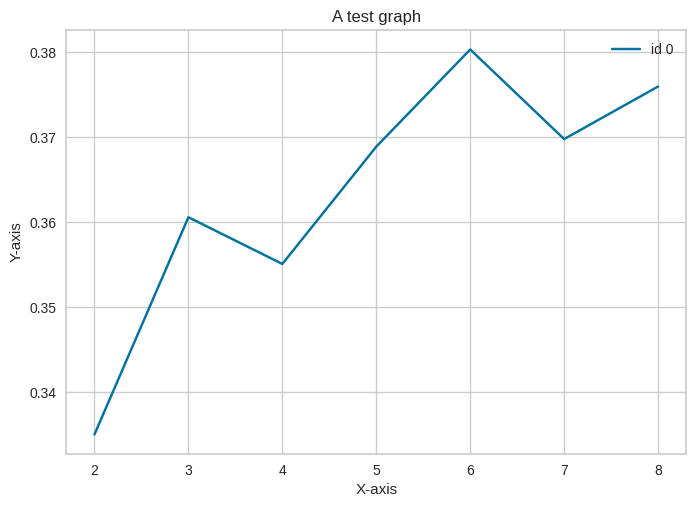 A test graph
id 0
0.38
0.37
0.36
0.35
0.34
Y-axis
2 3 4 5 6 7 8
X-axis